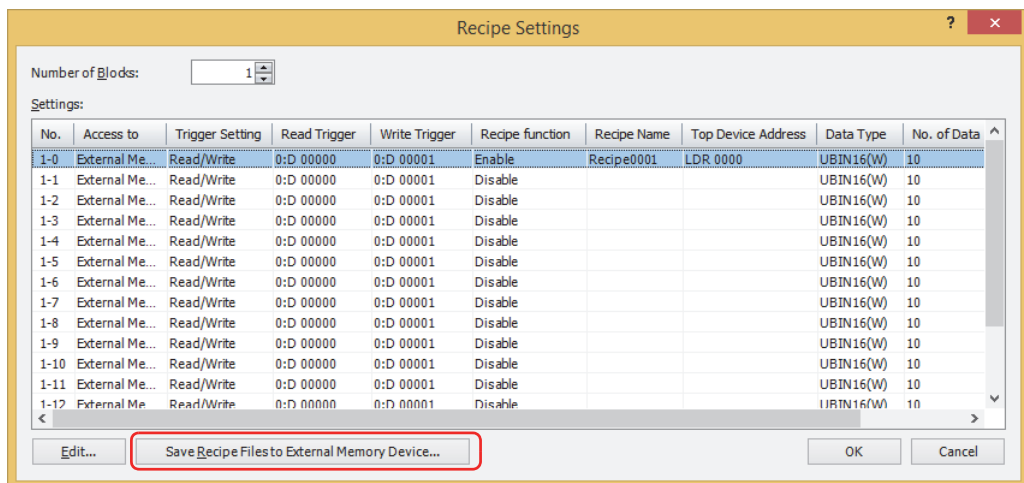 Recipe Settings
? ×
Number of Blocks: 1
Settings:
No. Access to Trigger Setting Read Trigger Write Trigger Recipe function Recipe Name Top Device Address Data Type No. of Data
1-0 External Me... Read/Write 0:D 00000 0:D 00001 Enable Recipe0001 LDR 0000 UBIN16(W) 10
1-1 External Me... Read/Write 0:D 00000 0:D 00001 Disable UBIN16(W) 10
1-2 External Me... Read/Write 0:D 00000 0:D 00001 Disable UBIN16(W) 10
1-3 External Me... Read/Write 0:D 00000 0:D 00001 Disable UBIN16(W) 10
1-4 External Me... Read/Write 0:D 00000 0:D 00001 Disable UBIN16(W) 10
1-5 External Me... Read/Write 0:D 00000 0:D 00001 Disable UBIN16(W) 10
1-6 External Me... Read/Write 0:D 00000 0:D 00001 Disable UBIN16(W) 10
1-7 External Me... Read/Write 0:D 00000 0:D 00001 Disable UBIN16(W) 10
1-8 External Me... Read/Write 0:D 00000 0:D 00001 Disable UBIN16(W) 10
1-9 External Me... Read/Write 0:D 00000 0:D 00001 Disable UBIN16(W) 10
1-10 External Me... Read/Write 0:D 00000 0:D 00001 Disable UBIN16(W) 10
1-11 External Me... Read/Write 0:D 00000 0:D 00001 Disable UBIN16(W) 10
1-12 External Me Read/Write 0:D 00000 0:D 00001 Disable UBIN16(W) 10
Edit... Save Recipe Files to External Memory Device... OK Cancel